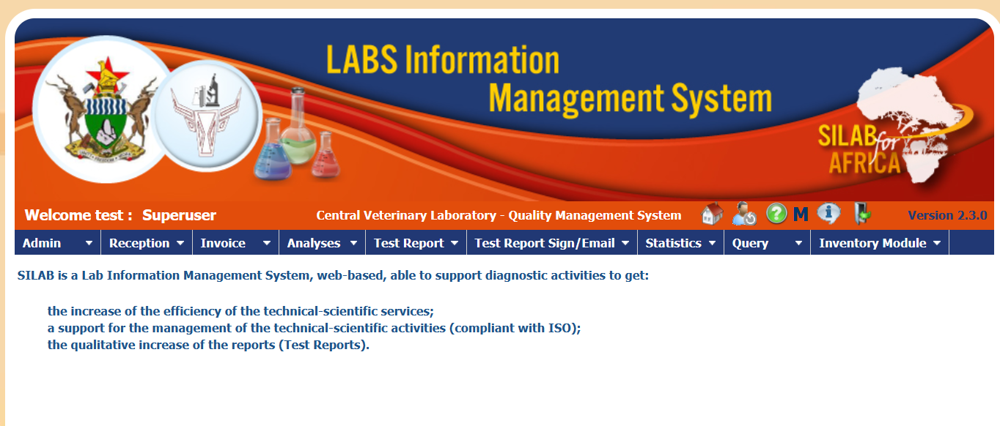 LABS Information
Management System
SILAB for
AFRICA
Welcome test : Superuser
Central Veterinary Laboratory - Quality Management System
M
Version 2.3.0
Admin
Reception
Invoice
Analyses
Test Report
Test Report Sign/Email
Statistics
Query
Inventory Module
SILAB is a Lab Information Management System, web-based, able to support diagnostic activities to get:
the increase of the efficiency of the technical-scientific services;
a support for the management of the technical-scientific activities (compliant with ISO);
the qualitative increase of the reports (Test Reports).